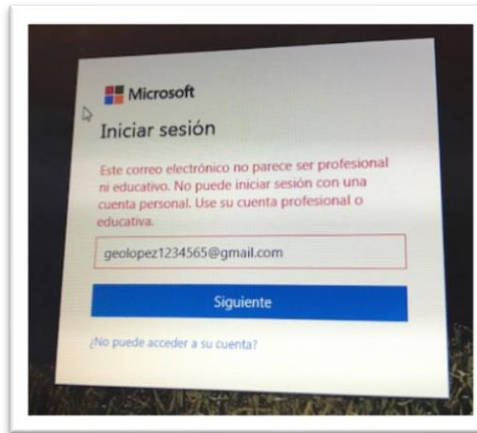 Microsoft
Iniciar sesión
Este correo electrónico no parece ser profesional
ni educativo. No puede iniciar sesión con una
cuenta personal. Use su cuenta profesional o
educativa.
geolopez1234565@gmail.com
Siguiente
¿No puede acceder a su cuenta?